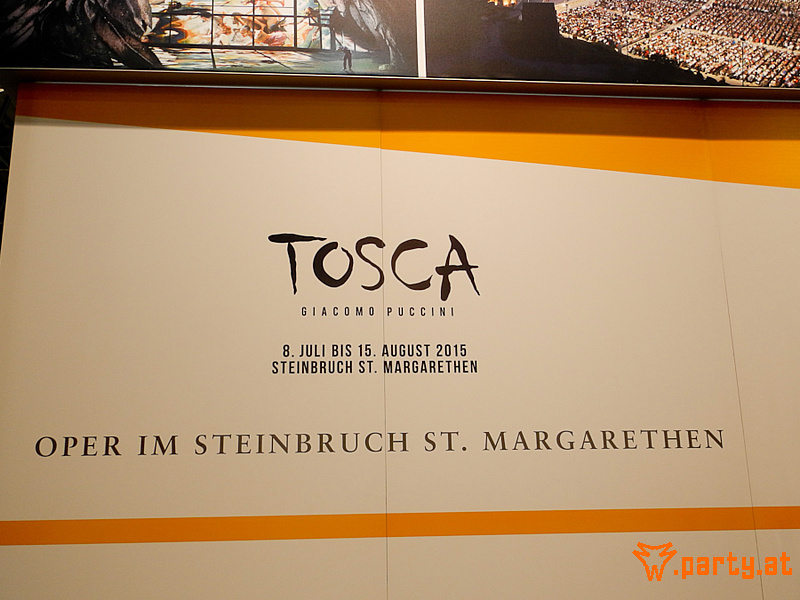 TOSCA
GIACOMO PUCCINI
8. JULI BIS 15. AUGUST 2015
STEINBRUCH ST. MARGARETHEN
OPER IM STEINBRUCH ST. MARGARETHEN
W.party.at